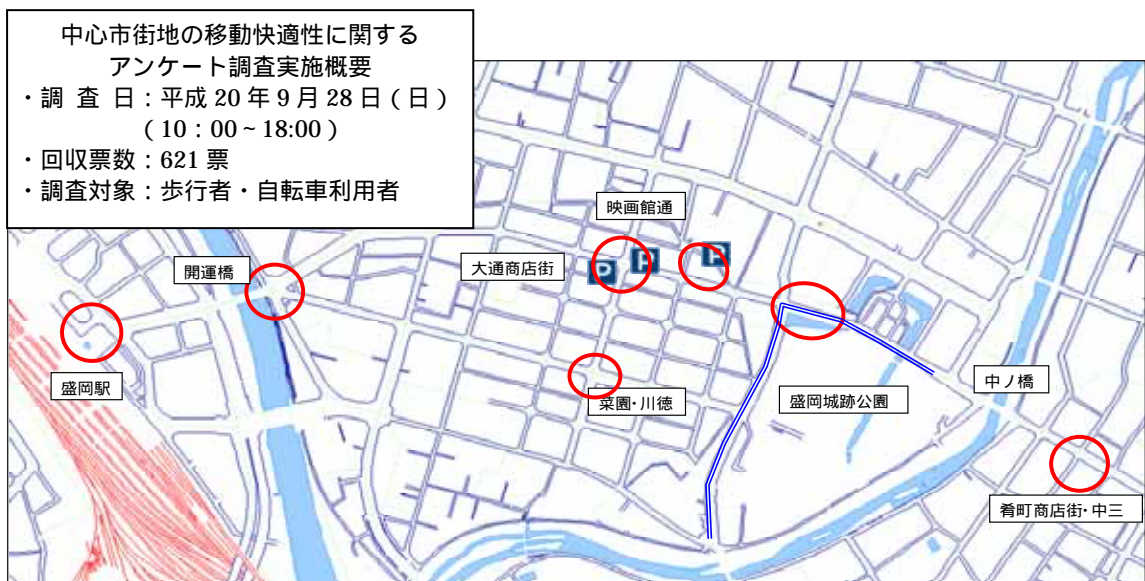 中心市街地の移動快適性に関する
アンケート調査実施概要
・調 査 日：平成 20 年 9 月 28 日（日）
（10：00～18:00）
・回収票数：621 票
・調査対象：歩行者・自転車利用者
映画館通
開運橋
大通商店街
P
P
P
盛岡駅
菜園・川徳
盛岡城跡公園
中ノ橋
肴町商店街・中三